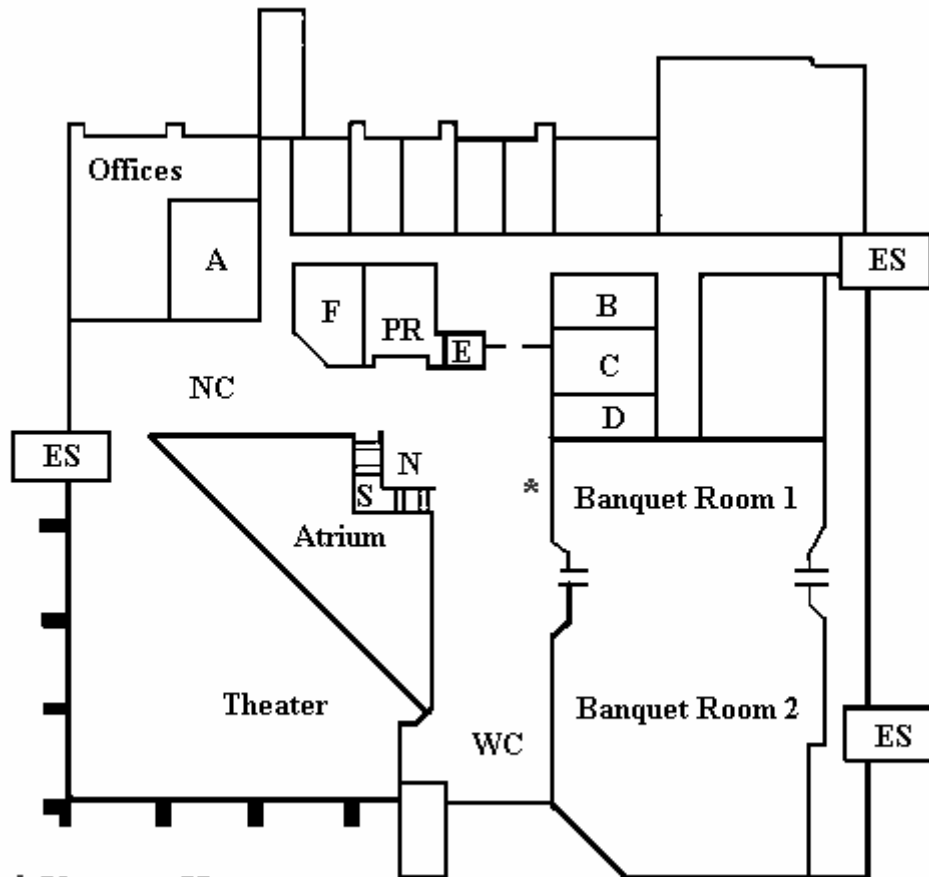 Offices
A
ES
F
PR
E
B
C
D
NC
ES
N
S
*
Banquet Room 1
Atrium
Theater
Banquet Room 2
WC
ES